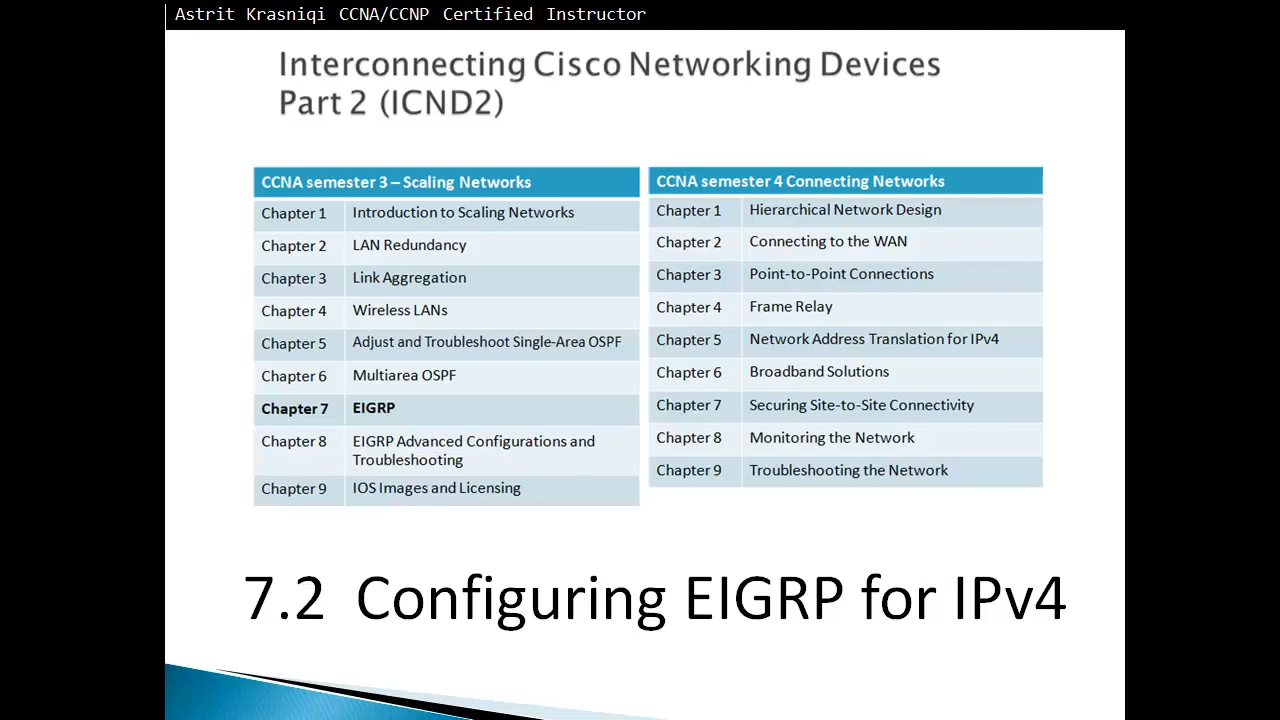 Astrit Krasniqi CCNA/CCNP Certified Instructor
Interconnecting Cisco Networking Devices
Part 2 (ICND2)
CCNA semester 3 – Scaling Networks
Chapter 1 Introduction to Scaling Networks
Chapter 2 LAN Redundancy
Chapter 3 Link Aggregation
Chapter 4 Wireless LANs
Chapter 5 Adjust and Troubleshoot Single-Area OSPF
Chapter 6 Multiarea OSPF
Chapter 7 EIGRP
Chapter 8 EIGRP Advanced Configurations and
Troubleshooting
Chapter 9 IOS Images and Licensing
CCNA semester 4 Connecting Networks
Chapter 1 Hierarchical Network Design
Chapter 2 Connecting to the WAN
Chapter 3 Point-to-Point Connections
Chapter 4 Frame Relay
Chapter 5 Network Address Translation for IPv4
Chapter 6 Broadband Solutions
Chapter 7 Securing Site-to-Site Connectivity
Chapter 8 Monitoring the Network
Chapter 9 Troubleshooting the Network
7.2 Configuring EIGRP for IPv4